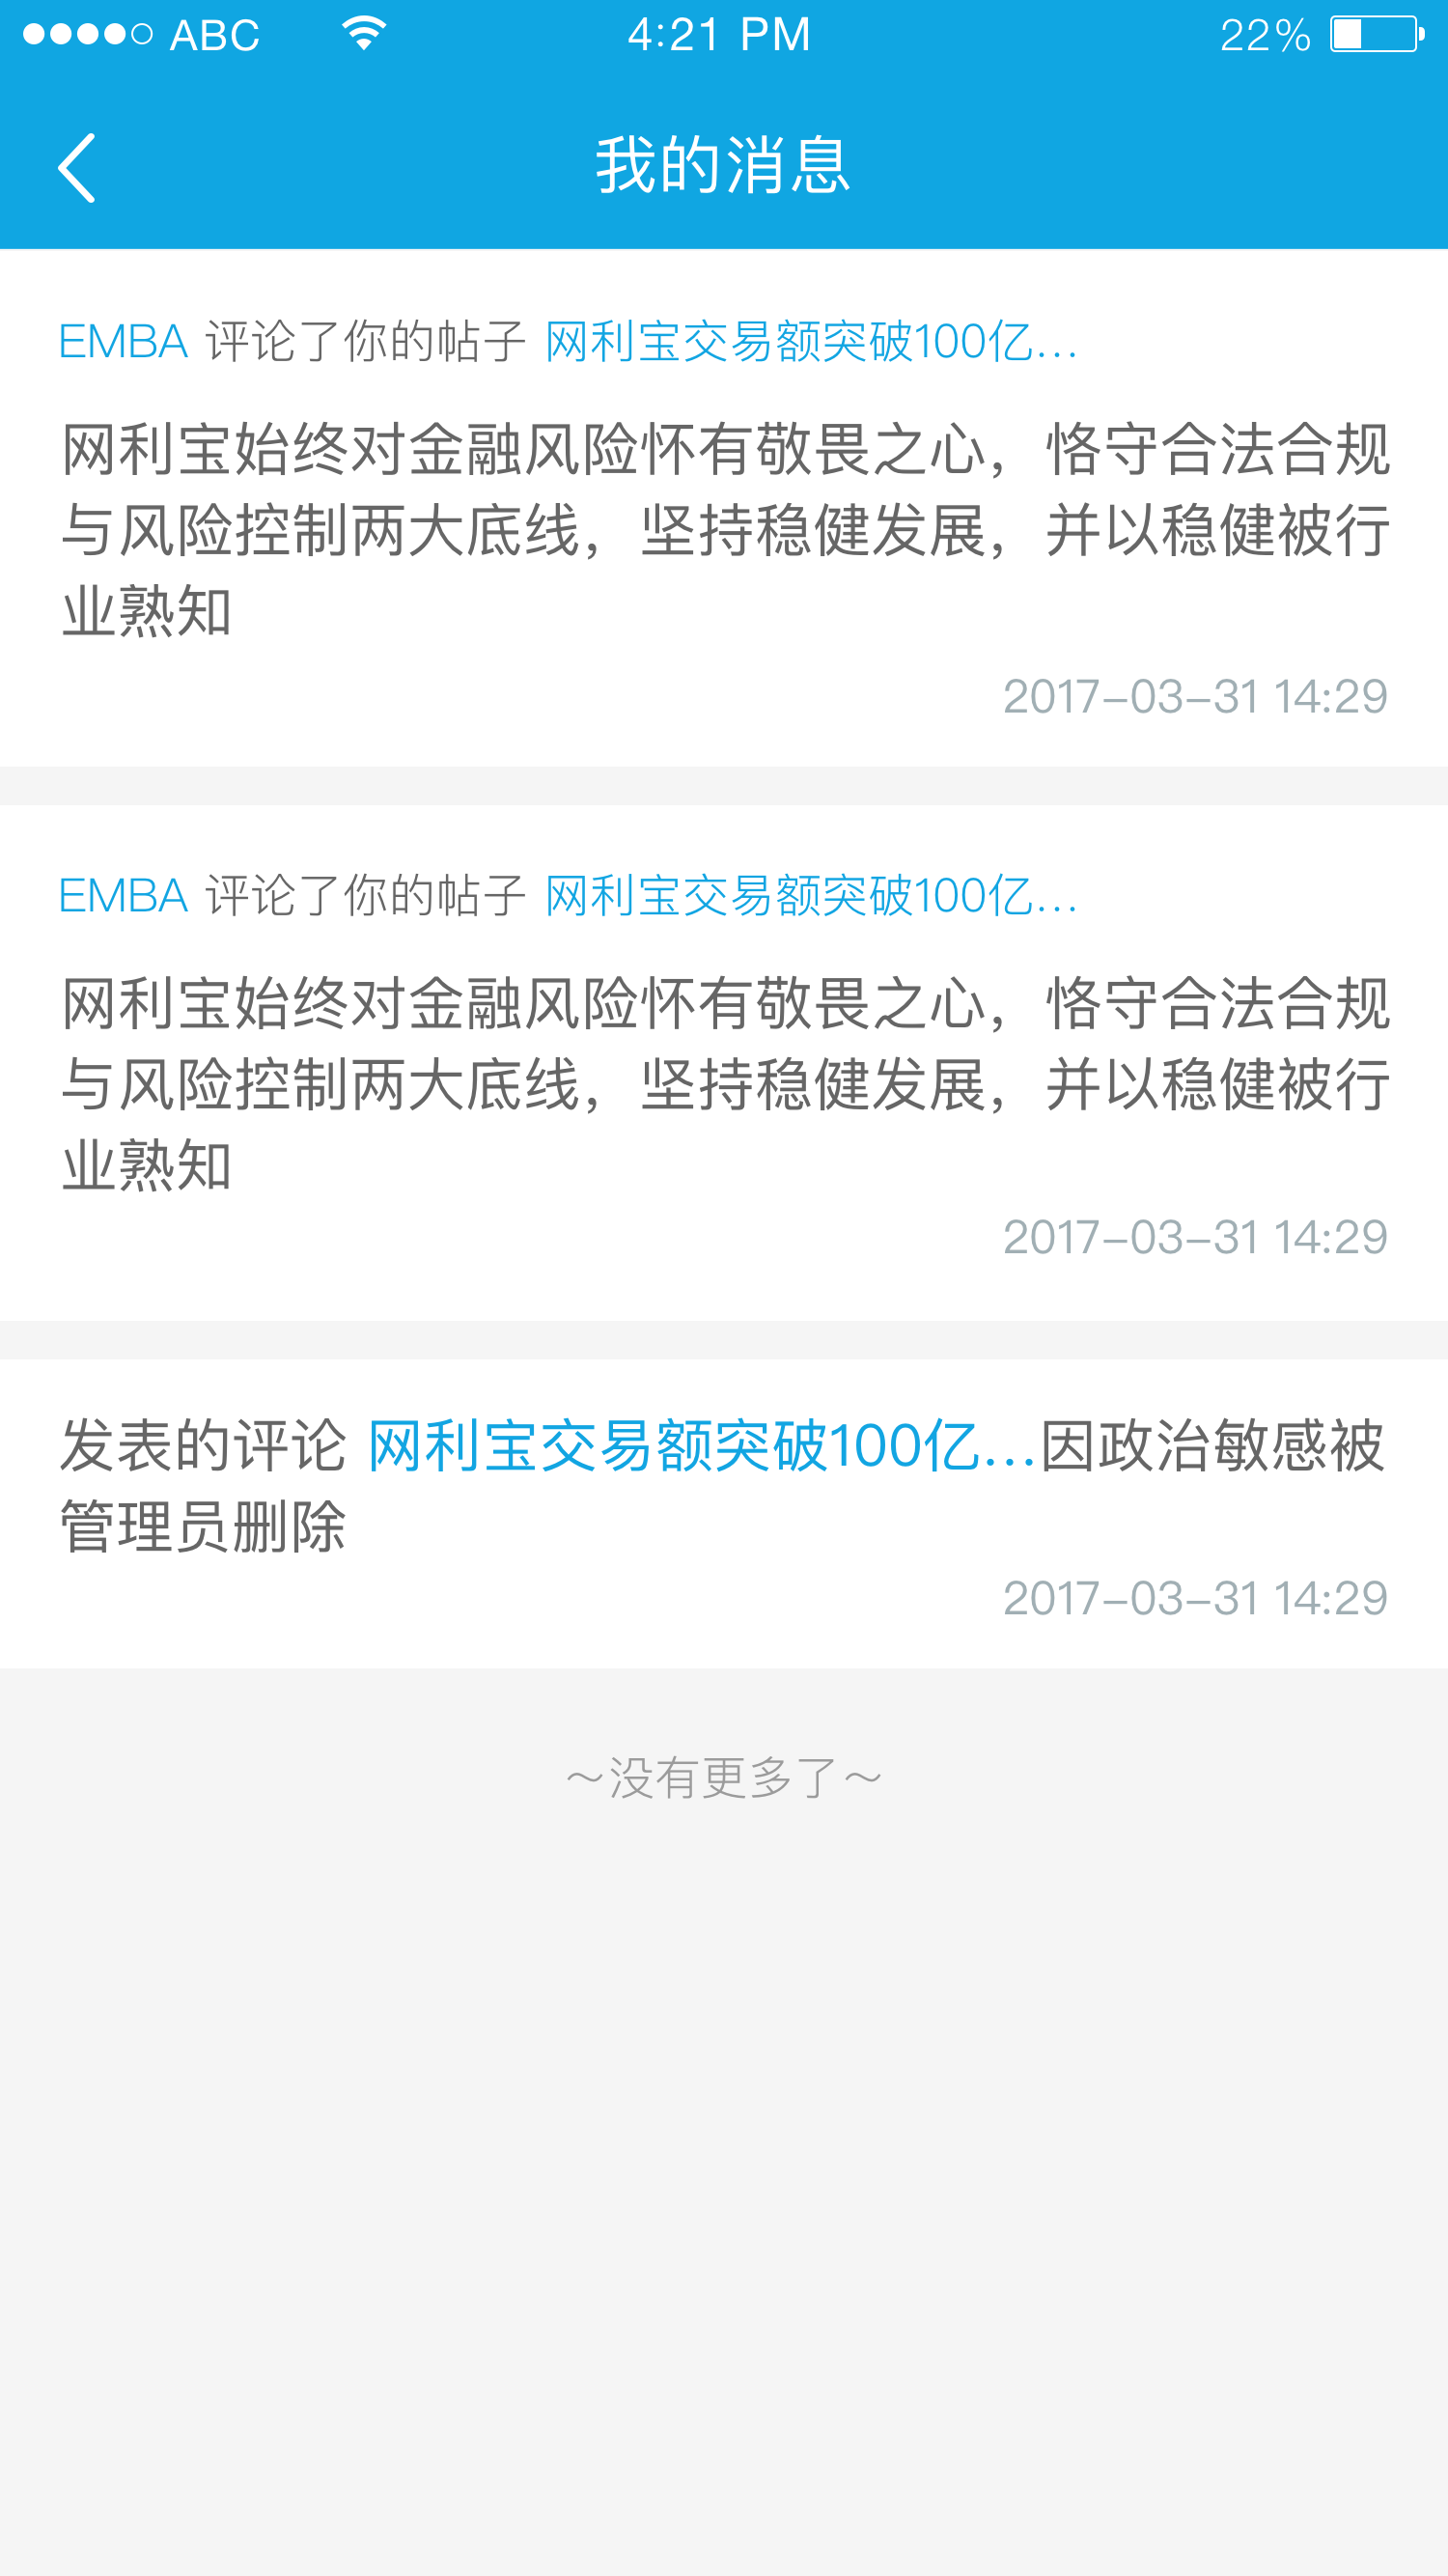 ABC 4:21 PM 22%
我的消息
EMBA 评论了你的帖子 网利宝交易额突破100亿...
网利宝始终对金融风险怀有敬畏之心，恪守合法合规
与风险控制两大底线，坚持稳健发展，并以稳健被行
业熟知
2017-03-31 14:29
EMBA 评论了你的帖子 网利宝交易额突破100亿...
网利宝始终对金融风险怀有敬畏之心，恪守合法合规
与风险控制两大底线，坚持稳健发展，并以稳健被行
业熟知
2017-03-31 14:29
发表的评论 网利宝交易额突破100亿...因政治敏感被
管理员删除
2017-03-31 14:29
～没有更多了～